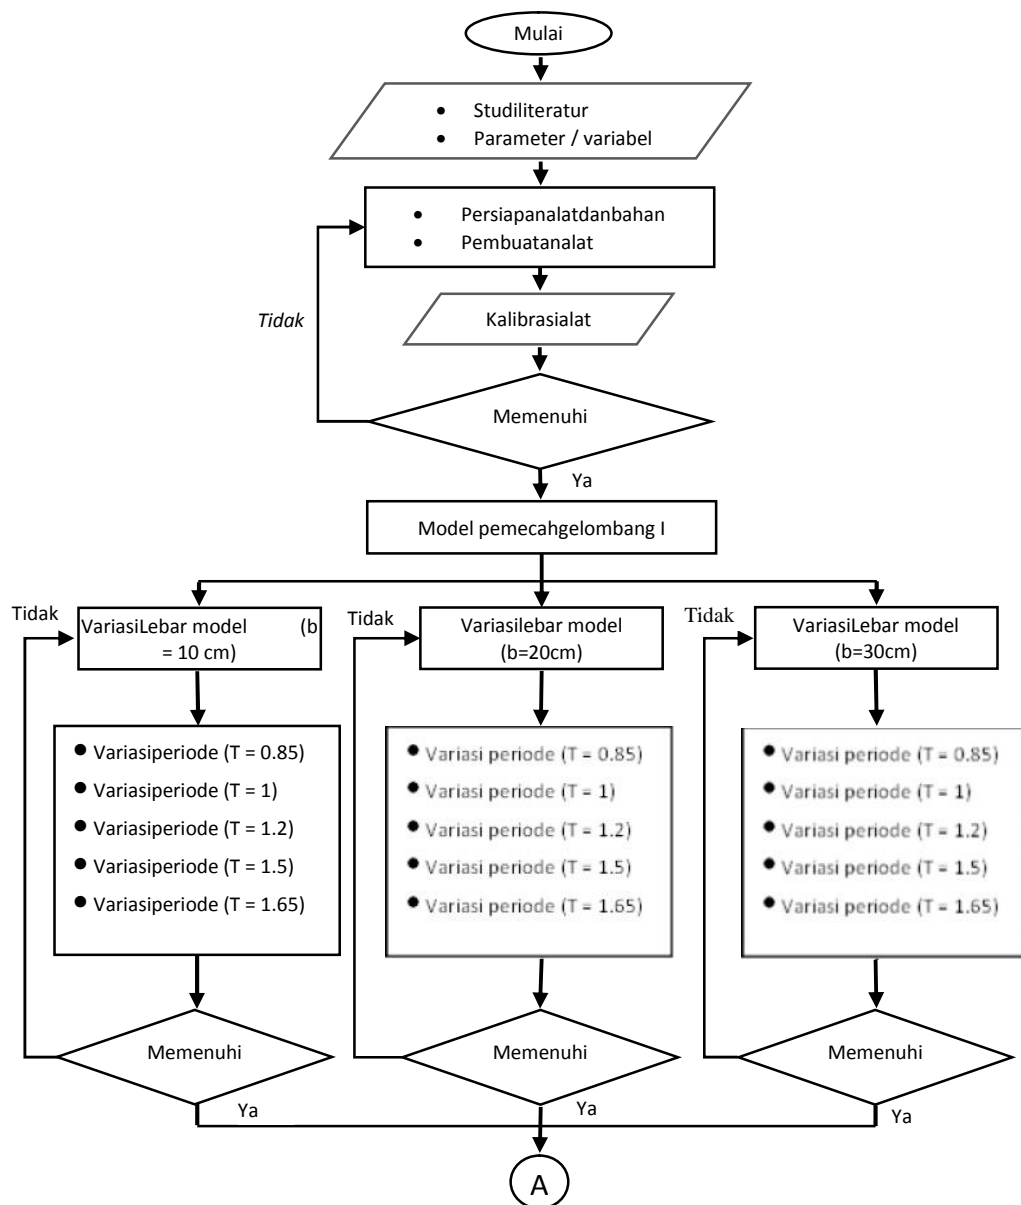 Mulai
• Studiliteratur
• Parameter / variabel
• Persiapanalatdanbahan
• Pembuatanalat
Tidak
Kalibrasialat
Memenuhi
Ya
Model pemecahgelombang I
Tidak
VariasiLebar model (b
= 10 cm)
Tidak
Variasilebar model
(b=20cm)
Tidak
VariasiLebar model
(b=30cm)
• Variasiperiode (T = 0.85)
• Variasiperiode (T = 1)
• Variasiperiode (T = 1.2)
• Variasiperiode (T = 1.5)
• Variasiperiode (T = 1.65)
• Variasi periode (T = 0.85)
• Variasi periode (T = 1)
• Variasi periode (T = 1.2)
• Variasi periode (T = 1.5)
• Variasi periode (T = 1.65)
• Variasi periode (T = 0.85)
• Variasi periode (T = 1)
• Variasi periode (T = 1.2)
• Variasi periode (T = 1.5)
• Variasi periode (T = 1.65)
Memenuhi
Ya
Memenuhi
Ya
Memenuhi
Ya
A